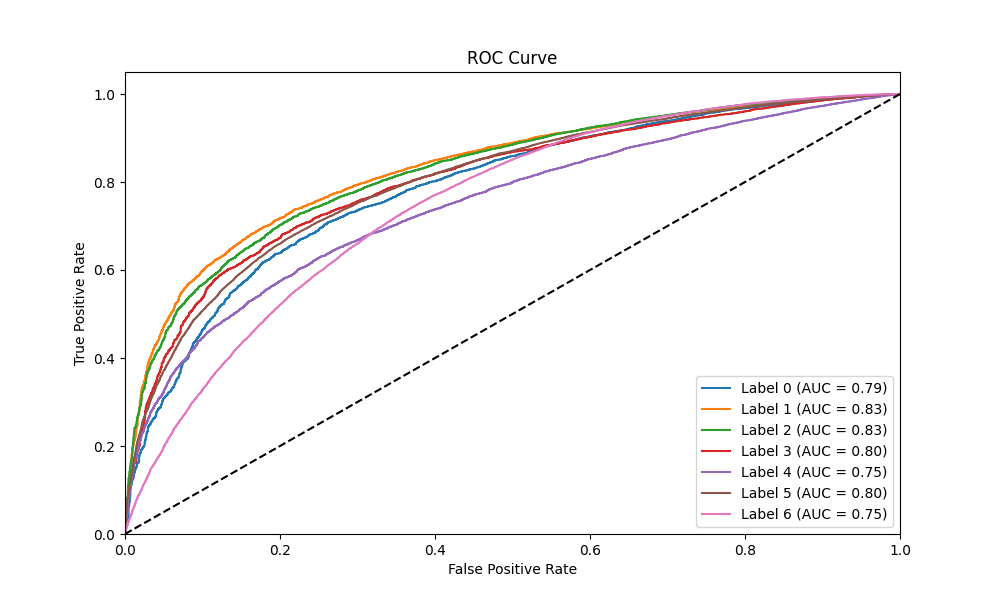 ROC Curve
True Positive Rate
1.0
0.8
0.6
0.4
0.2
0.0
0.0 0.2 0.4 0.6 0.8 1.0
False Positive Rate
Label 0 (AUC = 0.79)
Label 1 (AUC = 0.83)
Label 2 (AUC = 0.83)
Label 3 (AUC = 0.80)
Label 4 (AUC = 0.75)
Label 5 (AUC = 0.80)
Label 6 (AUC = 0.75)